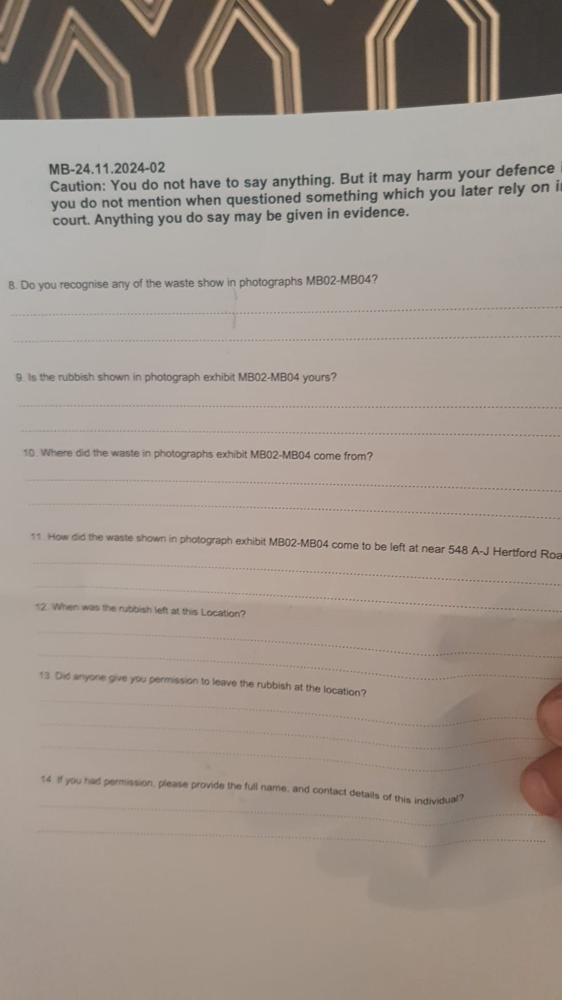 MB-24.11.2024-02
Caution: You do not have to say anything. But it may harm your defence
you do not mention when questioned something which you later rely on
court. Anything you do say may be given in evidence.
8. Do you recognise any of the waste show in photographs MB02-MB04?
9. Is the rubbish shown in photograph exhibit MB02-MB04 yours?
10. Where did the waste in photographs exhibit MB02-MB04 come from?
11. How did the waste shown in photograph exhibit MB02-MB04 come to be left at near 548 A-J Hertford Roa
12. When was the rubbish left at this Location?
13. Did anyone give you permission to leave the rubbish at the location?
14. If you had permission, please provide the full name, and contact details of this individual?